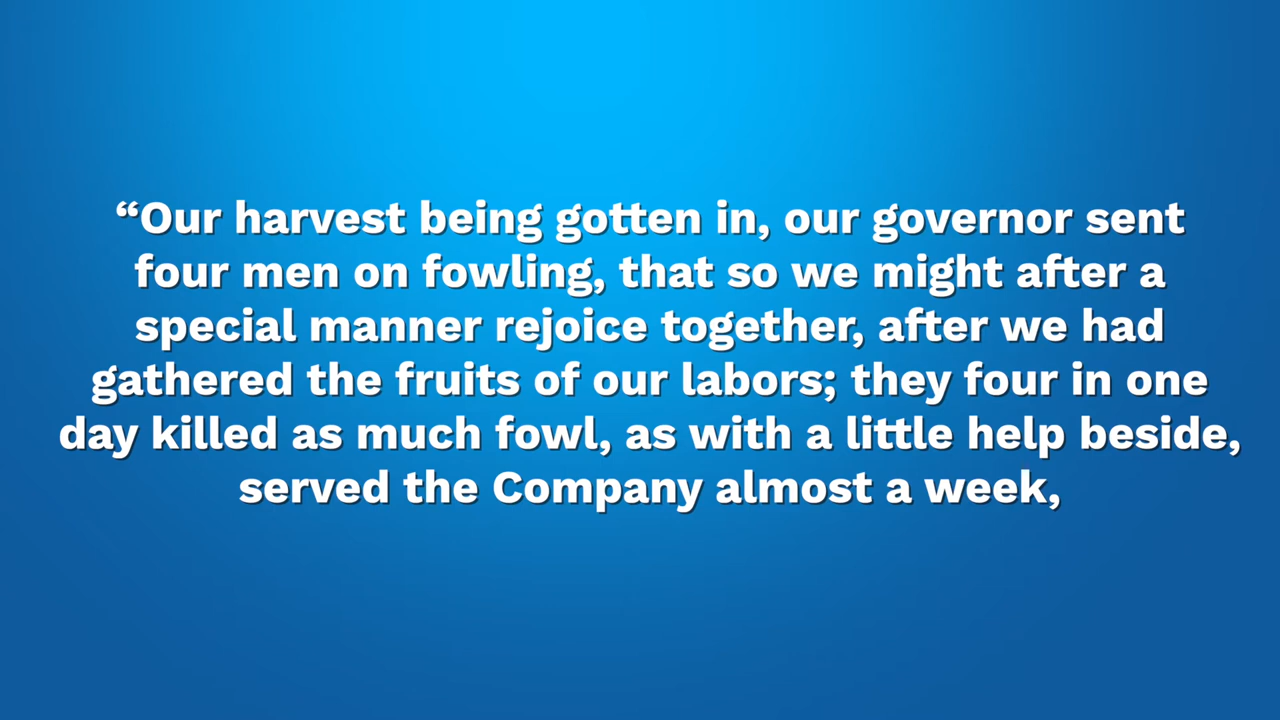 “Our harvest being gotten in, our governor sent
four men on fowling, that so we might after a
special manner rejoice together, after we had
gathered the fruits of our labors; they four in one
day killed as much fowl, as with a little help beside,
served the Company almost a week,